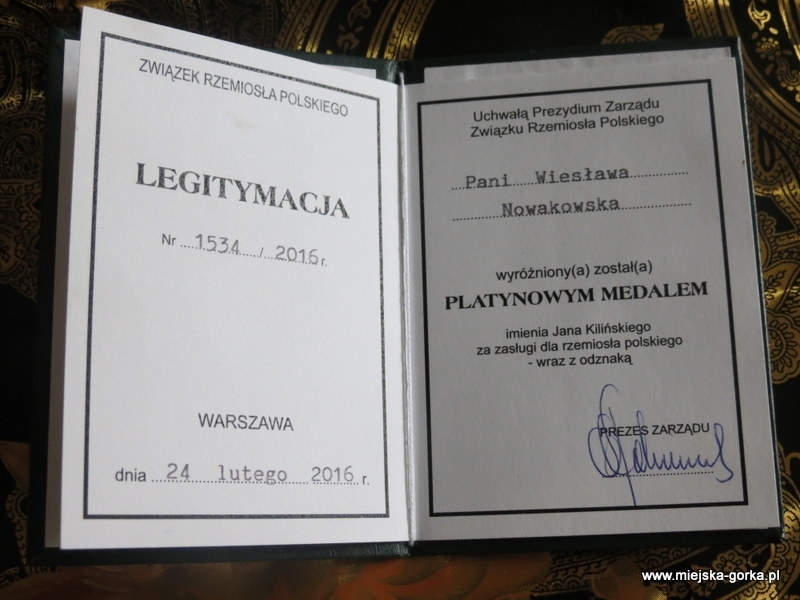 ZWIĄZEK RZEMIOSŁA POLSKIEGO
LEGITYMACJA
Nr ....1534..../..2016 r.
WARSZAWA
dnia ..24 lutego 2016.. r.
Uchwałą Prezydium Zarządu
Związku Rzemiosła Polskiego
Pani Wiesława
Nowakowska
wyróżniony(a) został(a)
PLATYNOWYM MEDALEM
imienia Jana Kilińskiego
za zasługi dla rzemiosła polskiego
- wraz z odznaką
PREZES ZARZĄDU
www.miejska-gorka.pl